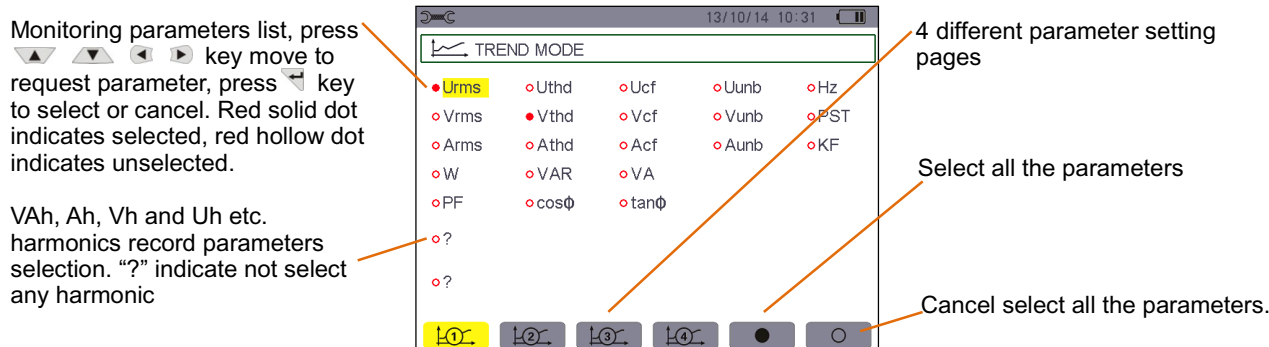 Monitoring parameters list, press
key move to
request parameter, press key
to select or cancel. Red solid dot
indicates selected, red hollow dot
indicates unselected.
VAh, Ah, Vh and Uh etc.
harmonics record parameters
selection. “?” indicate not select
any harmonic
13/10/14 10:31
TREND MODE
Urms Uthd Ucf Uunb Hz
Vrms Vthd Vcf Vunb PST
Arms Athd Acf Aunb KF
W VAR VA
PF cosϕ tanϕ
?
?
1 2 3 4
4 different parameter setting
pages
Select all the parameters
Cancel select all the parameters.